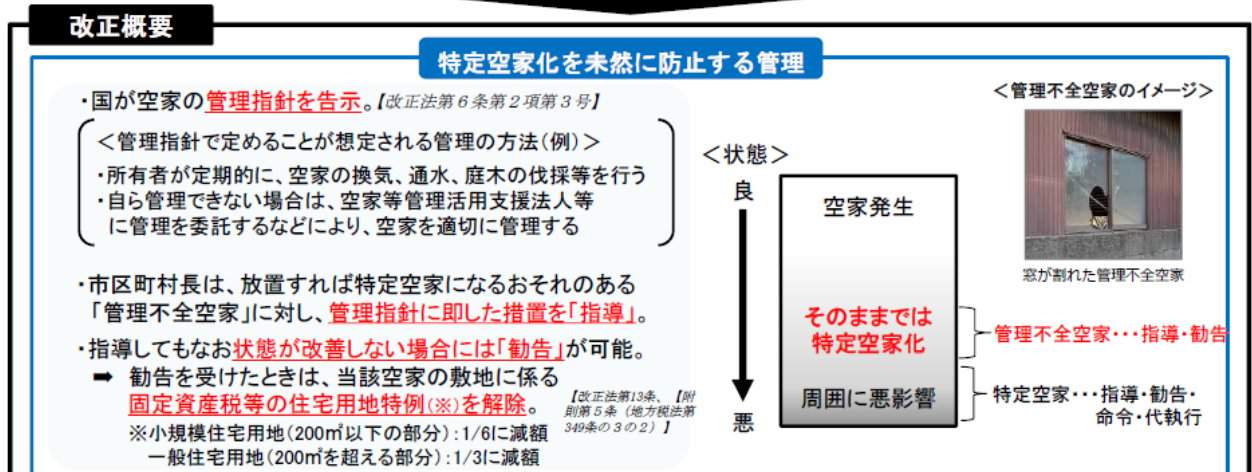 改正概要
特定空家化を未然に防止する管理
・国が空家の管理指針を告示。【改正法第６条第２項第３号】
＜管理指針で定めることが想定される管理の方法（例）＞
・所有者が定期的に、空家の換気、通水、庭木の伐採等を行う
・自ら管理できない場合は、空家等管理活用支援法人等
に管理を委託するなどにより、空家を適切に管理する
・市区町村長は、放置すれば特定空家になるおそれのある
「管理不全空家」に対し、管理指針に即した措置を「指導」。
・指導してもなお状態が改善しない場合には「勧告」が可能。
➡ 勧告を受けたときは、当該空家の敷地に係る
固定資産税等の住宅用地特例（※）を解除。
【改正法第13条、【附
則第５条（地方税法第
349条の３の２）】
※小規模住宅用地（200㎡以下の部分）：1/6に減額
一般住宅用地（200㎡を超える部分）：1/3に減額
＜状態＞
良
悪
空家発生
そのままでは
特定空家化
周囲に悪影響
＜管理不全空家のイメージ＞
窓が割れた管理不全空家
管理不全空家・・・指導・勧告
特定空家・・・指導・勧告・
命令・代執行